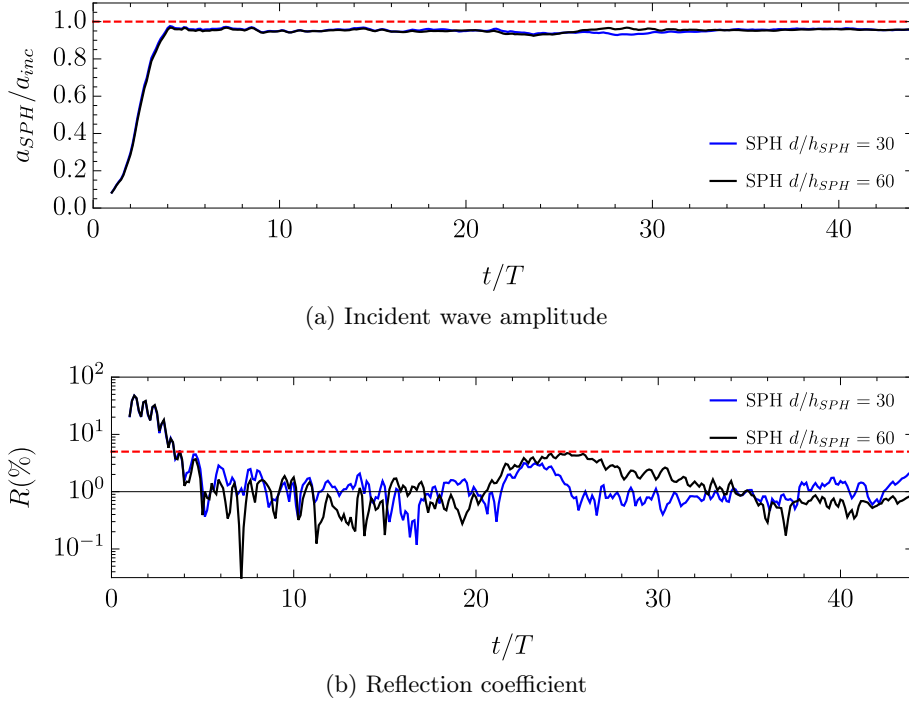 1.0
0.8
0.6
0.4
0.2
0.0
a_{SPH}/a_{inc}
SPH d/h_{SPH} = 30
SPH d/h_{SPH} = 60
0 10 20 30 40
t/T
(a) Incident wave amplitude
10^2
10^1
10^0
10^{-1}
R(%)
SPH d/h_{SPH} = 30
SPH d/h_{SPH} = 60
0 10 20 30 40
t/T
(b) Reflection coefficient